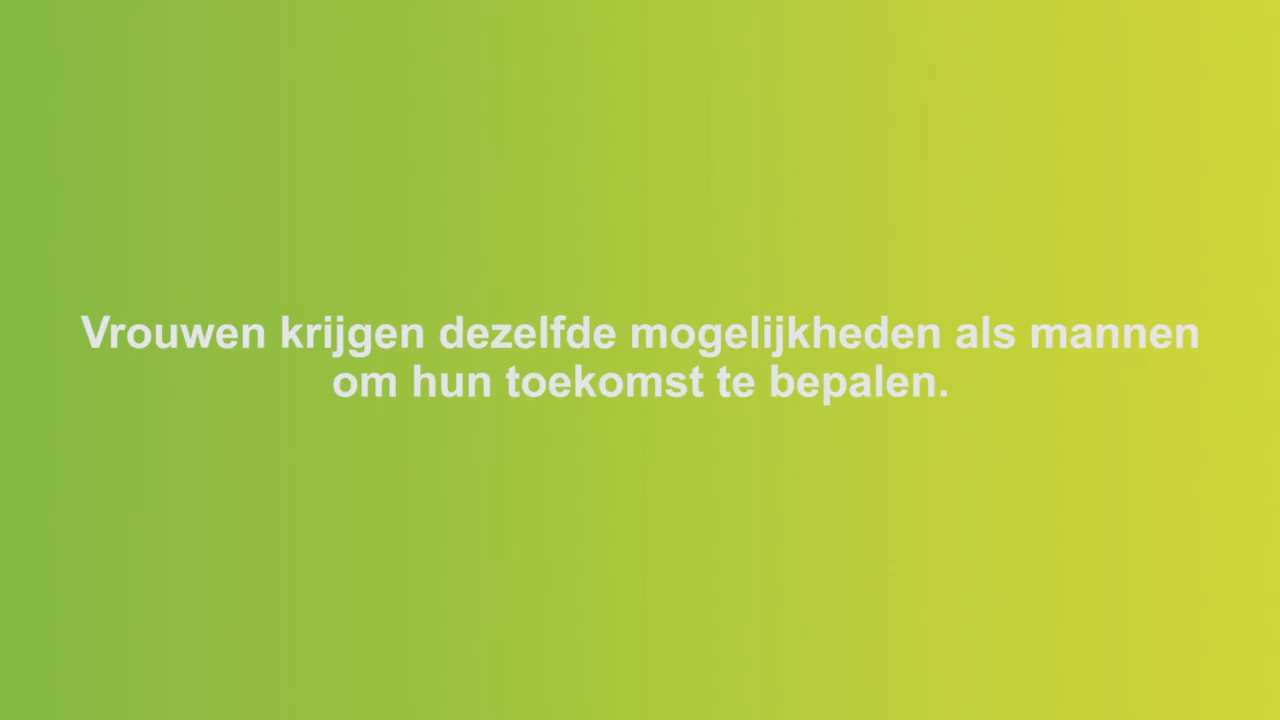 Vrouwen krijgen dezelfde mogelijkheden als mannen
om hun toekomst te bepalen.